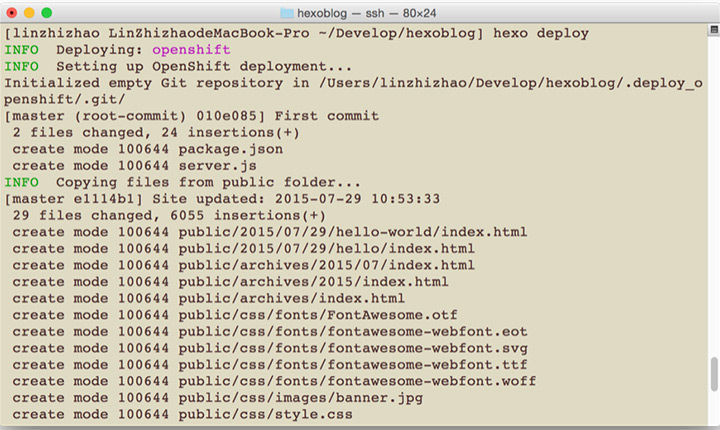 hexoblog — ssh — 80×24
[linzhizhao LinZhizhaodeMacBook-Pro ~/Develop/hexoblog] hexo deploy
INFO  Deploying: openshift
INFO  Setting up OpenShift deployment...
Initialized empty Git repository in /Users/linzhizhao/Develop/hexoblog/.deploy_o
penshift/.git/
[master (root-commit) 010e085] First commit
 2 files changed, 24 insertions(+)
 create mode 100644 package.json
 create mode 100644 server.js
INFO  Copying files from public folder...
[master e1114b1] Site updated: 2015-07-29 10:53:33
 29 files changed, 6055 insertions(+)
 create mode 100644 public/2015/07/29/hello-world/index.html
 create mode 100644 public/2015/07/29/hello/index.html
 create mode 100644 public/archives/2015/07/index.html
 create mode 100644 public/archives/2015/index.html
 create mode 100644 public/archives/index.html
 create mode 100644 public/css/fonts/FontAwesome.otf
 create mode 100644 public/css/fonts/fontawesome-webfont.eot
 create mode 100644 public/css/fonts/fontawesome-webfont.svg
 create mode 100644 public/css/fonts/fontawesome-webfont.ttf
 create mode 100644 public/css/fonts/fontawesome-webfont.woff
 create mode 100644 public/css/images/banner.jpg
 create mode 100644 public/css/style.css